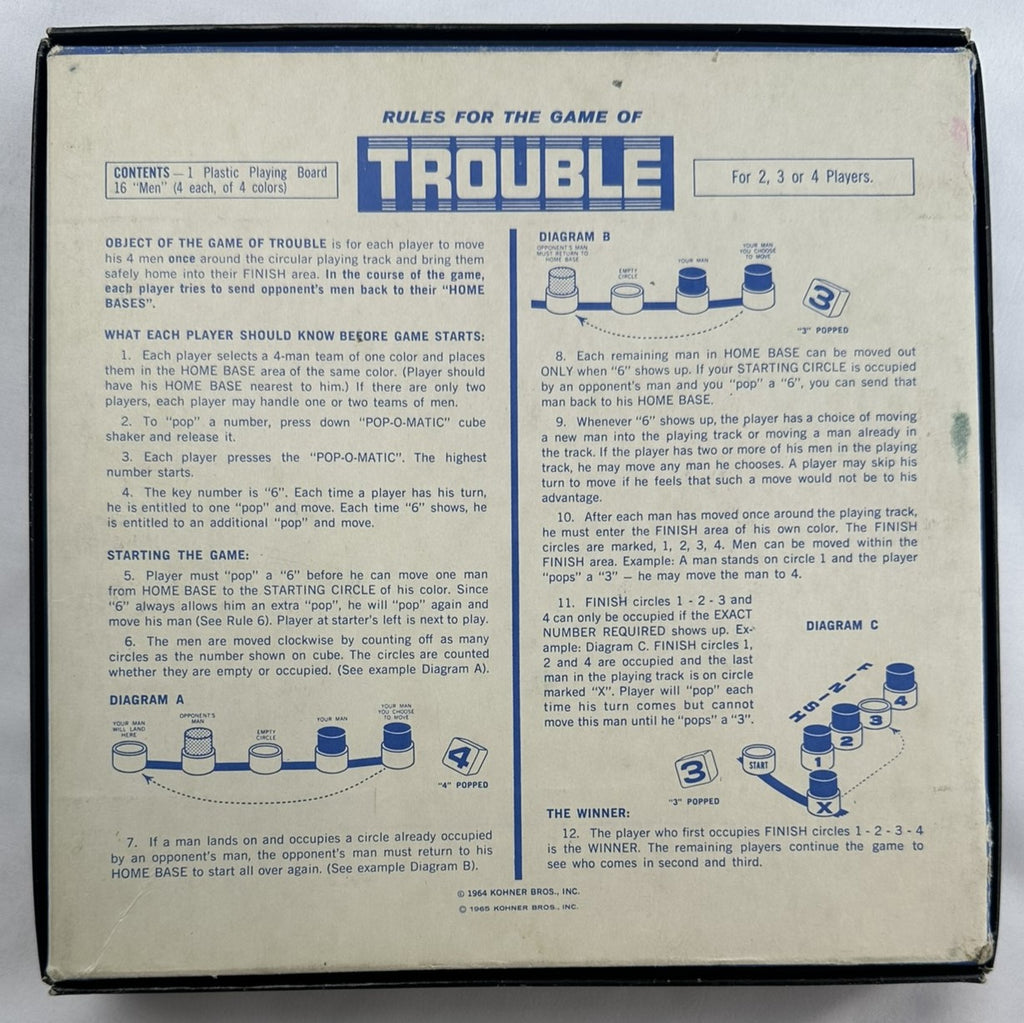 RULES FOR THE GAME OF
TROUBLE
CONTENTS — 1 Plastic Playing Board
16 "Men" (4 each, of 4 colors)
For 2, 3 or 4 Players.
OBJECT OF THE GAME OF TROUBLE is for each player to move
his 4 men once around the circular playing track and bring them
safely home into their FINISH area. In the course of the game,
each player tries to send opponent's men back to their "HOME
BASES".
WHAT EACH PLAYER SHOULD KNOW BEFORE GAME STARTS:
1. Each player selects a 4-man team of one color and places
them in the HOME BASE area of the same color. (Player should
have his HOME BASE nearest to him.) If there are only two
players, each player may handle one or two teams of men.
2. To "pop" a number, press down "POP-O-MATIC" cube
shaker and release it.
3. Each player presses the "POP-O-MATIC". The highest
number starts.
4. The key number is "6". Each time a player has his turn,
he is entitled to one "pop" and move. Each time "6" shows, he
is entitled to an additional "pop" and move.
STARTING THE GAME:
5. Player must "pop" a "6" before he can move one man
from HOME BASE to the STARTING CIRCLE of his color. Since
"6" always allows him an extra "pop", he will "pop" again and
move his man (See Rule 6). Player at starter's left is next to play.
6. The men are moved clockwise by counting off as many
circles as the number shown on cube. The circles are counted
whether they are empty or occupied. (See example Diagram A).
DIAGRAM A
YOUR MAN
WILL LAND
HERE
OPPONENT'S
MAN
EMPTY
CIRCLE
YOUR MAN
YOUR MAN
YOU CHOOSE
TO MOVE
4
"4" POPPED
7. If a man lands on and occupies a circle already occupied
by an opponent's man, the opponent's man must return to his
HOME BASE to start all over again. (See example Diagram B).
DIAGRAM B
OPPONENT'S MAN
MUST RETURN TO
HOME BASE
EMPTY
CIRCLE
YOUR MAN
YOUR MAN
YOU CHOOSE
TO MOVE
3
"3" POPPED
8. Each remaining man in HOME BASE can be moved out
ONLY when "6" shows up. If your STARTING CIRCLE is occupied
by an opponent's man and you "pop" a "6", you can send that
man back to his HOME BASE.
9. Whenever "6" shows up, the player has a choice of moving
a new man into the playing track or moving a man already in
the track. If the player has two or more of his men in the playing
track, he may move any man he chooses. A player may skip his
turn to move if he feels that such a move would not be to his
advantage.
10. After each man has moved once around the playing track,
he must enter the FINISH area of his own color. The FINISH
circles are marked, 1, 2, 3, 4. Men can be moved within the
FINISH area. Example: A man stands on circle 1 and the player
"pops" a "3" — he may move the man to 4.
11. FINISH circles 1 - 2 - 3 and
4 can only be occupied if the EXACT
NUMBER REQUIRED shows up. Ex-
ample: Diagram C. FINISH circles 1,
2 and 4 are occupied and the last
man in the playing track is on circle
marked "X". Player will "pop" each
time his turn comes but cannot
move this man until he "pops" a "3".
DIAGRAM C
FINISH
4
3
2
1
START
X
3
"3" POPPED
THE WINNER:
12. The player who first occupies FINISH circles 1 - 2 - 3 - 4
is the WINNER. The remaining players continue the game to
see who comes in second and third.
© 1964 KOHNER BROS., INC.
© 1965 KOHNER BROS., INC.